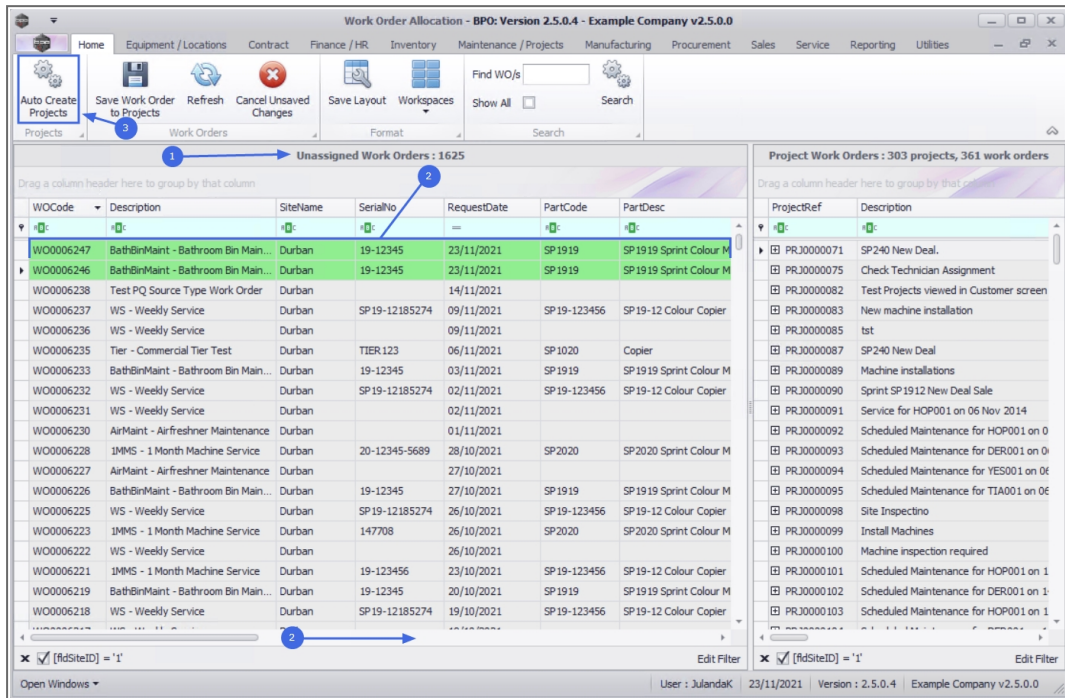 Work Order Allocation - BPO: Version 2.5.0.4 - Example Company v2.5.0.0
Home Equipment / Locations Contract Finance / HR Inventory Maintenance / Projects Manufacturing Procurement Sales Service Reporting Utilities
Auto Create Projects
Save Work Order to Projects
Refresh
Cancel Unsaved Changes
Save Layout
Workspaces
Find WO/s
Show All
Search
3
Projects Work Orders Format Search
1
Unassigned Work Orders : 1625
2
Drag a column header here to group by that column
WOCode Description SiteName SerialNo RequestDate PartCode PartDesc
WO0006247 BathBinMaint - Bathroom Bin Main... Durban 19-12345 23/11/2021 SP1919 SP1919 Sprint Colour M
WO0006246 BathBinMaint - Bathroom Bin Main... Durban 19-12345 23/11/2021 SP1919 SP1919 Sprint Colour M
WO0006238 Test PQ Source Type Work Order Durban 14/11/2021
WO0006237 WS - Weekly Service Durban SP19-12185274 09/11/2021 SP19-123456 SP19-12 Colour Copier
WO0006236 WS - Weekly Service Durban 09/11/2021
WO0006235 Tier - Commercial Tier Test Durban TIER123 06/11/2021 SP1020 Copier
WO0006233 BathBinMaint - Bathroom Bin Main... Durban 19-12345 03/11/2021 SP1919 SP1919 Sprint Colour M
WO0006232 WS - Weekly Service Durban SP19-12185274 02/11/2021 SP19-123456 SP19-12 Colour Copier
WO0006231 WS - Weekly Service Durban 02/11/2021
WO0006230 AirMaint - Airfreshner Maintenance Durban 01/11/2021
WO0006228 1MMS - 1 Month Machine Service Durban 20-12345-5689 28/10/2021 SP2020 SP2020 Sprint Colour M
WO0006227 AirMaint - Airfreshner Maintenance Durban 27/10/2021
WO0006226 BathBinMaint - Bathroom Bin Main... Durban 19-12345 27/10/2021 SP1919 SP1919 Sprint Colour M
WO0006225 WS - Weekly Service Durban SP19-12185274 26/10/2021 SP19-123456 SP19-12 Colour Copier
WO0006223 1MMS - 1 Month Machine Service Durban 147708 26/10/2021 SP2020 SP2020 Sprint Colour M
WO0006222 WS - Weekly Service Durban 26/10/2021
WO0006221 1MMS - 1 Month Machine Service Durban 19-123456 23/10/2021 SP19-123456 SP19-12 Colour Copier
WO0006219 BathBinMaint - Bathroom Bin Main... Durban 19-12345 20/10/2021 SP1919 SP1919 Sprint Colour M
WO0006218 WS - Weekly Service Durban SP19-12185274 19/10/2021 SP19-123456 SP19-12 Colour Copier
2
[fldSiteID] = '1' Edit Filter
Project Work Orders : 303 projects, 361 work orders
Drag a column header here to group by that
ProjectRef Description
PRJ0000071 SP240 New Deal.
PRJ0000075 Check Technician Assignment
PRJ0000082 Test Projects viewed in Customer screen
PRJ0000083 New machine installation
PRJ0000085 tst
PRJ0000087 SP240 New Deal
PRJ0000089 Machine installations
PRJ0000090 Sprint SP1912 New Deal Sale
PRJ0000091 Service for HOP001 on 06 Nov 2014
PRJ0000092 Scheduled Maintenance for HOP001 on 0
PRJ0000093 Scheduled Maintenance for DER001 on 0
PRJ0000094 Scheduled Maintenance for YES001 on 06
PRJ0000095 Scheduled Maintenance for TIA001 on 06
PRJ0000098 Site Inspectino
PRJ0000099 Install Machines
PRJ0000100 Machine inspection required
PRJ0000101 Scheduled Maintenance for HOP001 on 1
PRJ0000102 Scheduled Maintenance for DER001 on 1
PRJ0000103 Scheduled Maintenance for HOP001 on 1
[fldSiteID] = '1' Edit Filter
Open Windows User : JulandaK 23/11/2021 Version : 2.5.0.4 Example Company v2.5.0.0